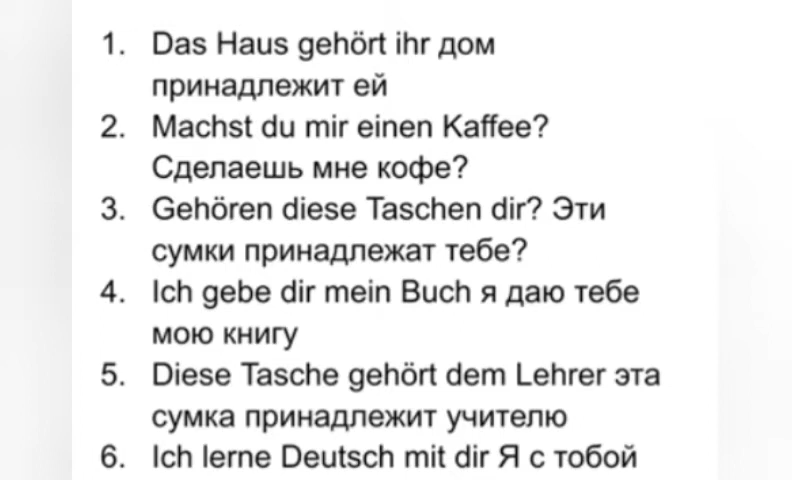 1. Das Haus gehört ihr дом
принадлежит ей
2. Machst du mir einen Kaffee?
Сделаешь мне кофе?
3. Gehören diese Taschen dir? Эти
сумки принадлежат тебе?
4. Ich gebe dir mein Buch я даю тебе
мою книгу
5. Diese Tasche gehört dem Lehrer эта
сумка принадлежит учителю
6. Ich lerne Deutsch mit dir Я с тобой